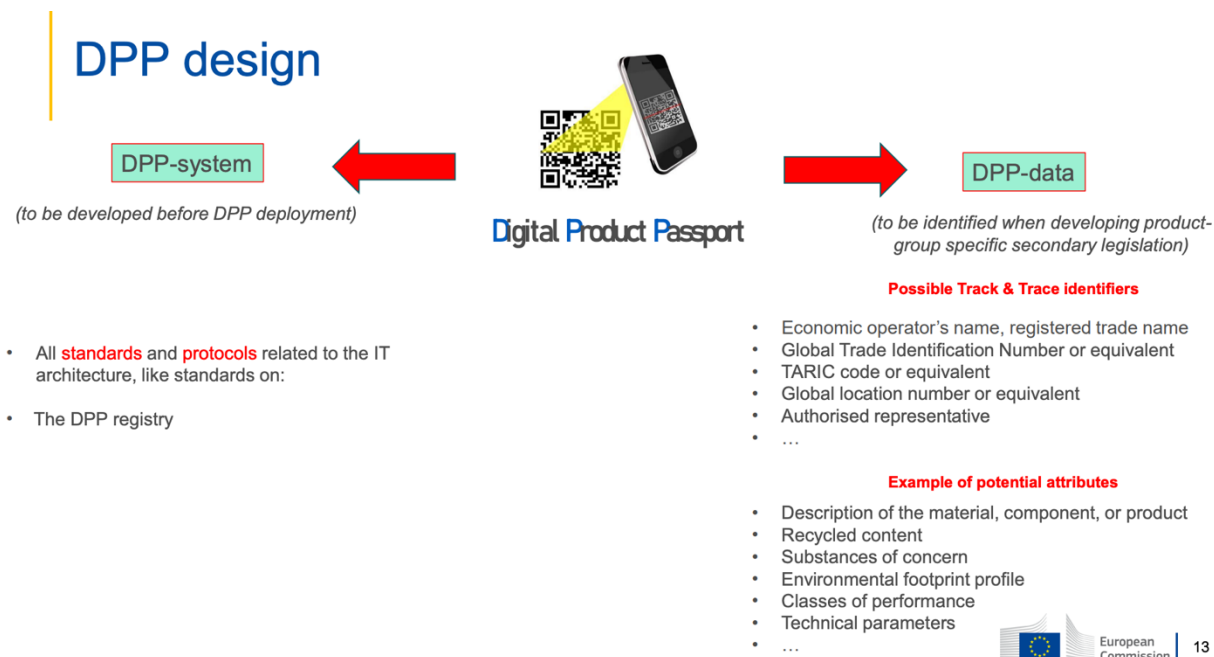 DPP design
DPP-system
(to be developed before DPP deployment)
• All standards and protocols related to the IT
architecture, like standards on:
• The DPP registry
Digital Product Passport
DPP-data
(to be identified when developing product-
group specific secondary legislation)
Possible Track & Trace identifiers
• Economic operator’s name, registered trade name
• Global Trade Identification Number or equivalent
• TARIC code or equivalent
• Global location number or equivalent
• Authorised representative
• …
Example of potential attributes
• Description of the material, component, or product
• Recycled content
• Substances of concern
• Environmental footprint profile
• Classes of performance
• Technical parameters
• …
European
Commission
13